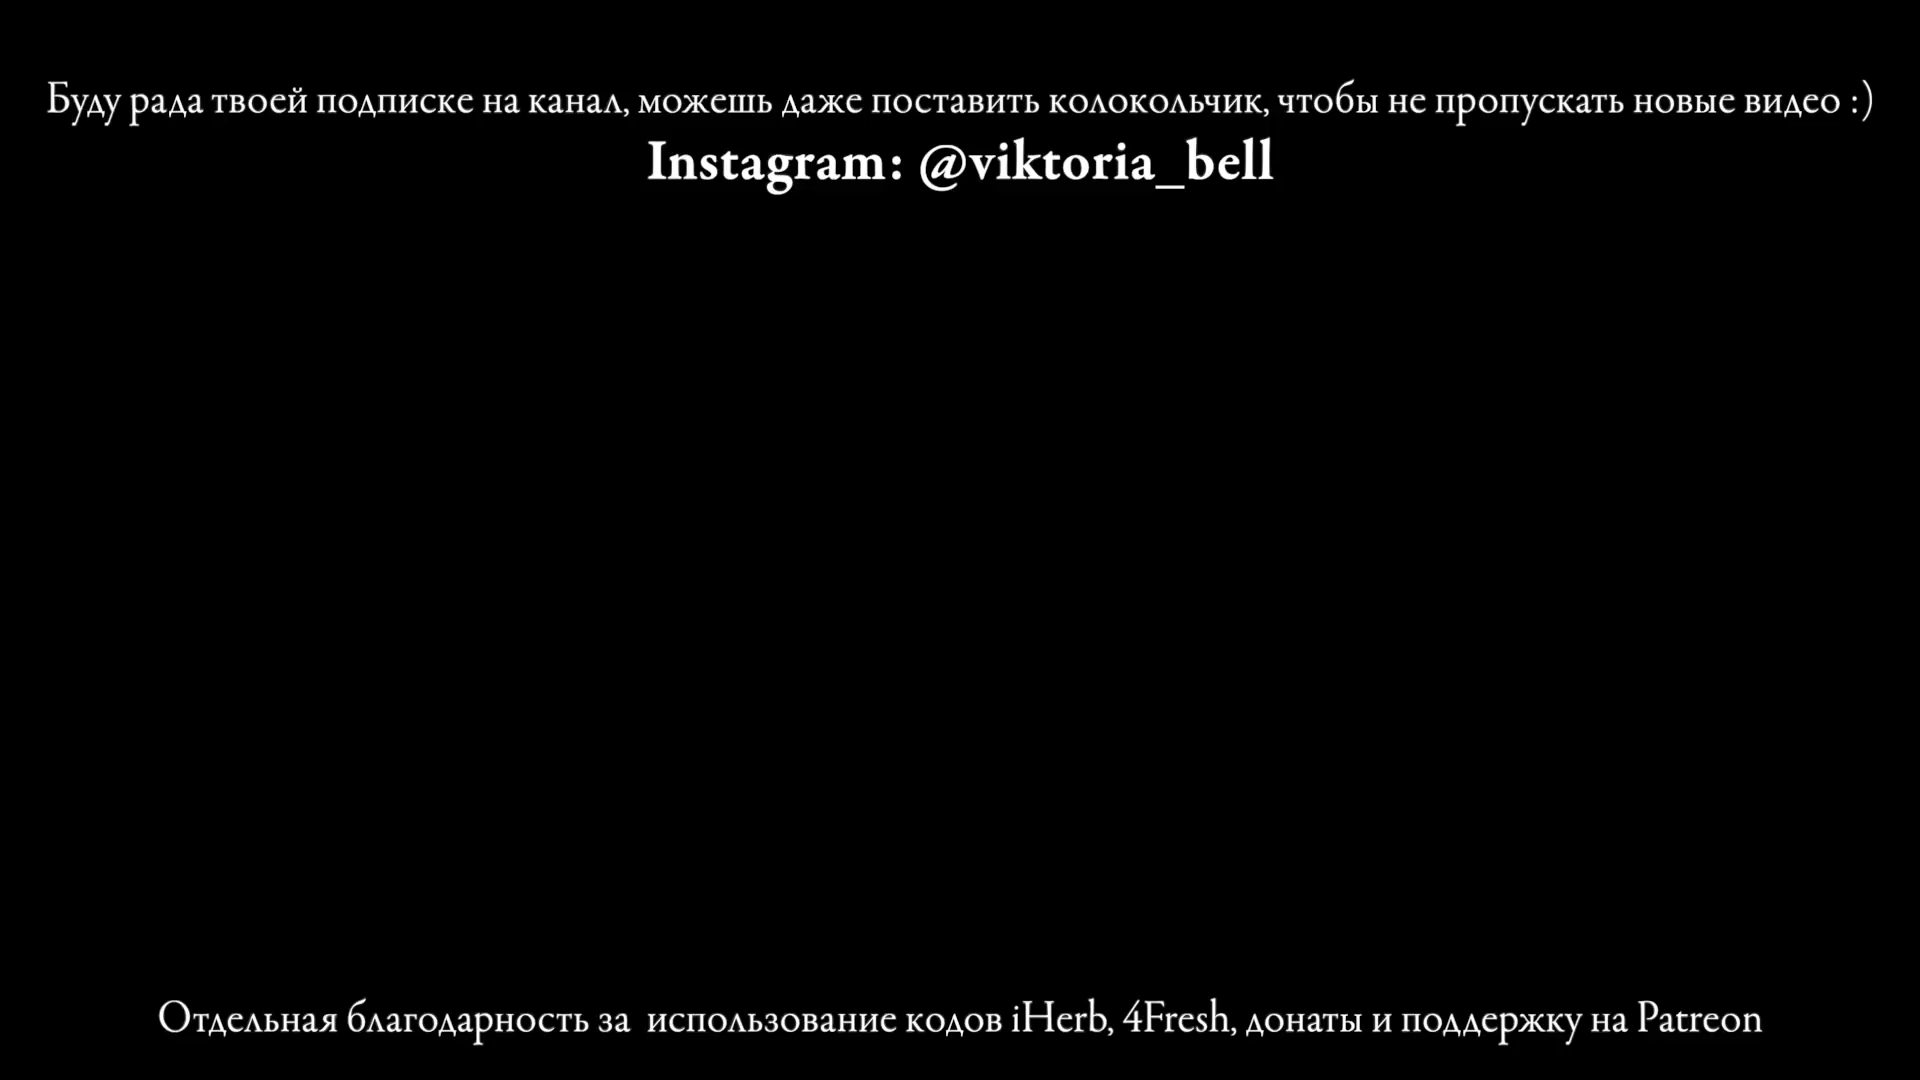 Буду рада твоей подписке на канал, можешь даже поставить колокольчик, чтобы не пропускать новые видео :)
Instagram: @viktoria_bell
Отдельная благодарность за  использование кодов iHerb, 4Fresh, донаты и поддержку на Patreon